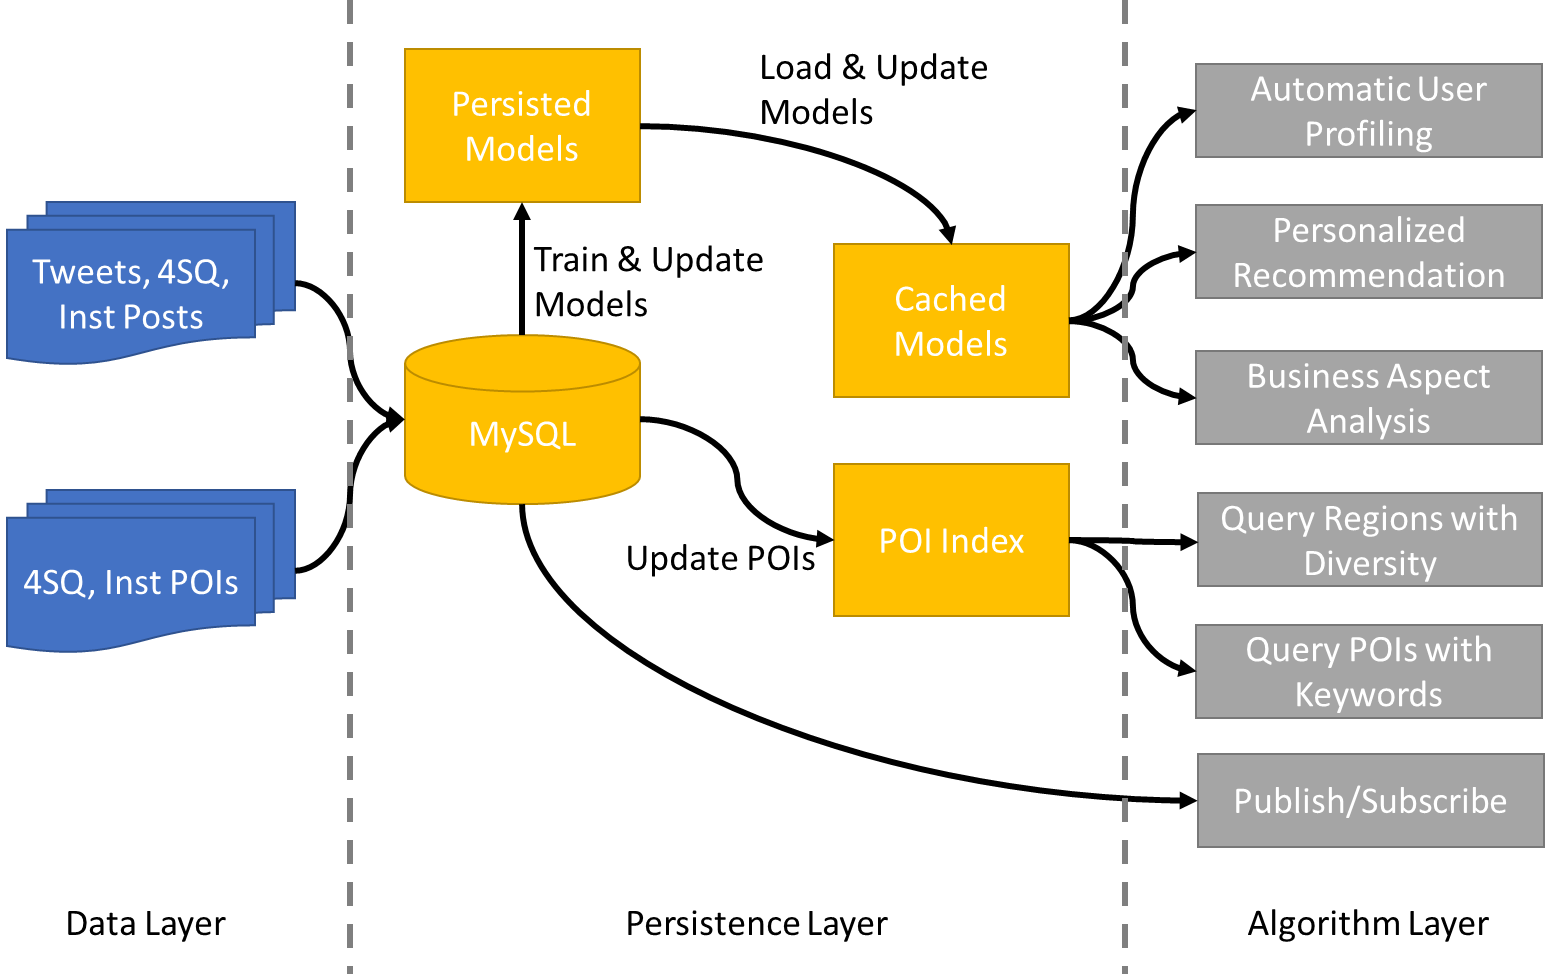 Tweets, 4SQ,
Inst Posts
4SQ, Inst POIs
Data Layer
Persisted
Models
Load & Update
Models
Train & Update
Models
MySQL
Cached
Models
Update POIs
POI Index
Persistence Layer
Automatic User
Profiling
Personalized
Recommendation
Business Aspect
Analysis
Query Regions with
Diversity
Query POIs with
Keywords
Publish/Subscribe
Algorithm Layer